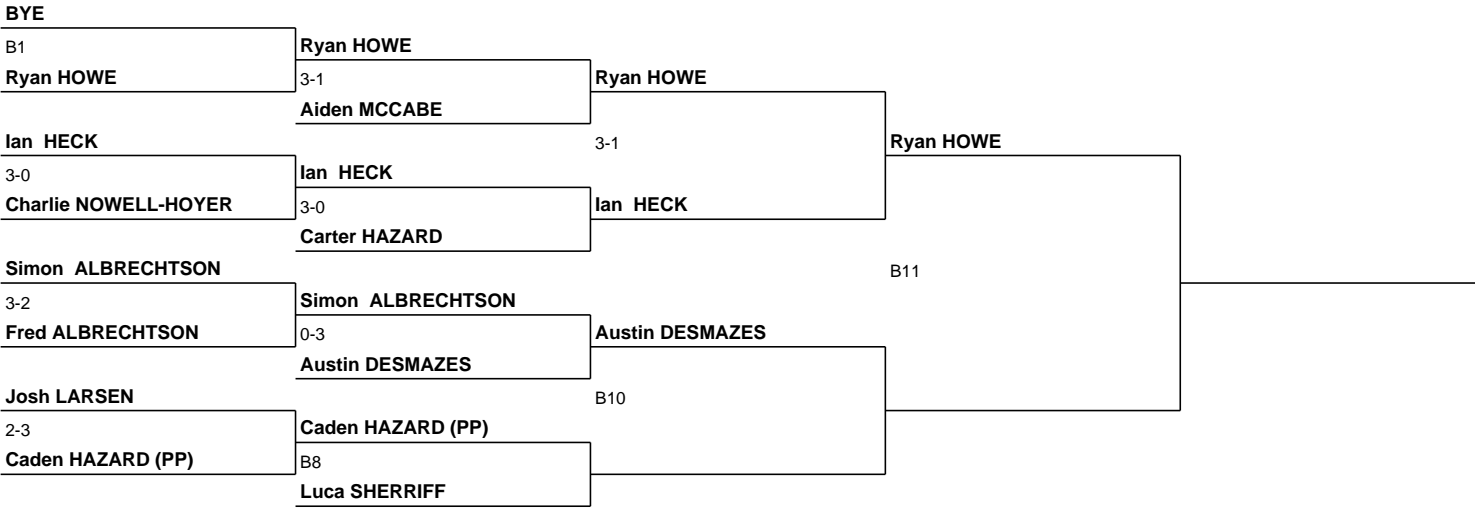 BYE
B1
Ryan HOWE
Ryan HOWE
3-1
Aiden MCCABE
Ryan HOWE
Ian  HECK
3-0
Charlie NOWELL-HOYER
Ian  HECK
3-0
Carter HAZARD
3-1
Ian  HECK
Ryan HOWE
Simon  ALBRECHTSON
3-2
Fred ALBRECHTSON
Simon  ALBRECHTSON
0-3
Austin DESMAZES
Austin DESMAZES
B11
Josh LARSEN
2-3
Caden HAZARD (PP)
Caden HAZARD (PP)
B8
Luca SHERRIFF
B10